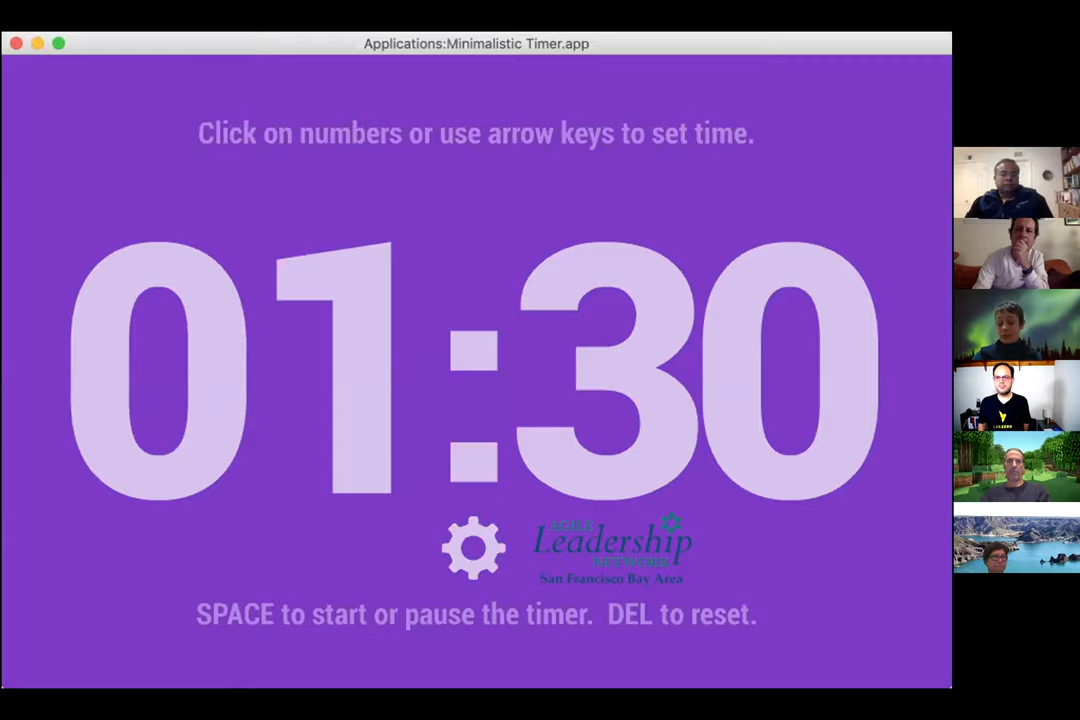 Applications:Minimalistic Timer.app
Click on numbers or use arrow keys to set time.
01:30
AGILE
Leadership
NETWORK
San Francisco Bay Area
SPACE to start or pause the timer. DEL to reset.